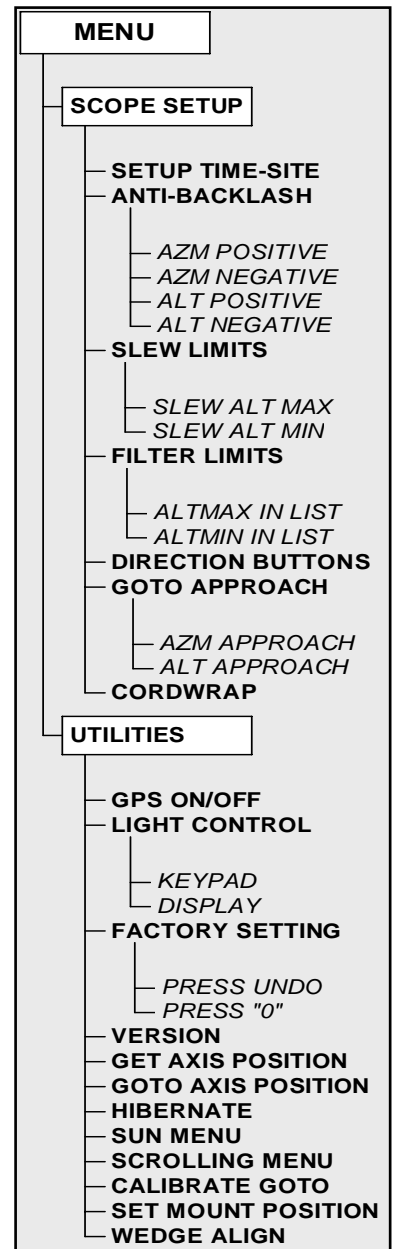 MENU
SCOPE SETUP
SETUP TIME-SITE
ANTI-BACKLASH
AZM POSITIVE
AZM NEGATIVE
ALT POSITIVE
ALT NEGATIVE
SLEW LIMITS
SLEW ALT MAX
SLEW ALT MIN
FILTER LIMITS
ALTMAX IN LIST
ALTMIN IN LIST
DIRECTION BUTTONS
GOTO APPROACH
AZM APPROACH
ALT APPROACH
CORDWRAP
UTILITIES
GPS ON/OFF
LIGHT CONTROL
KEYPAD
DISPLAY
FACTORY SETTING
PRESS UNDO
PRESS "0"
VERSION
GET AXIS POSITION
GOTO AXIS POSITION
HIBERNATE
SUN MENU
SCROLLING MENU
CALIBRATE GOTO
SET MOUNT POSITION
WEDGE ALIGN